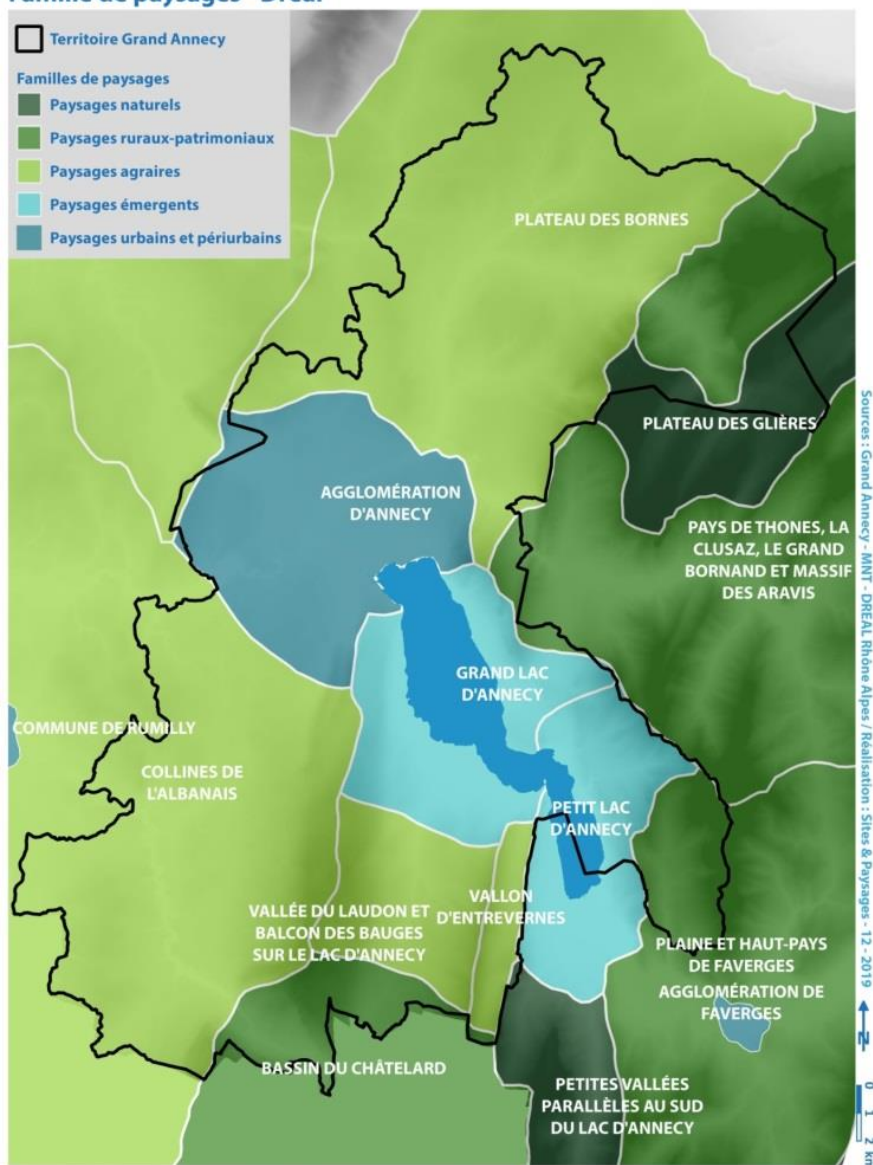 Famille de paysages - Dreal
Territoire Grand Annecy
Familles de paysages
Paysages naturels
Paysages ruraux-patrimoniaux
Paysages agraires
Paysages émergents
Paysages urbains et périurbains
PLATEAU DES BORNES
PLATEAU DES GLIÈRES
AGGLOMÉRATION
D'ANNECY
PAYS DE THONES, LA
CLUSAZ, LE GRAND
BORNAND ET MASSIF
DES ARAVIS
GRAND LAC
D'ANNECY
COMMUNE DE RUMILLY
COLLINES DE
L'ALBANAIS
PETIT LAC
D'ANNECY
VALLON
D'ENTREVERNES
VALLÉE DU LAUDON ET
BALCON DES BAUGES
SUR LE LAC D'ANNECY
PLAINE ET HAUT-PAYS
DE FAVERGES
AGGLOMÉRATION DE
FAVERGES
BASSIN DU CHÂTELARD
PETITES VALLÉES
PARALLÈLES AU SUD
DU LAC D'ANNECY
Sources : Grand Annecy - MNT - DREAL Rhône Alpes / Réalisation : Sites & Paysages - 12 - 2019
N
0 1 2 km